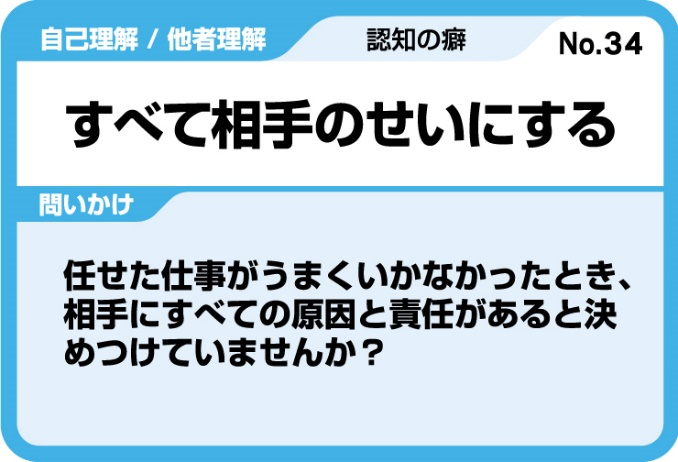 自己理解 / 他者理解
認知の癖
No.34
すべて相手のせいにする
問いかけ
任せた仕事がうまくいかなかったとき、
相手にすべての原因と責任があると決
めつけていませんか？